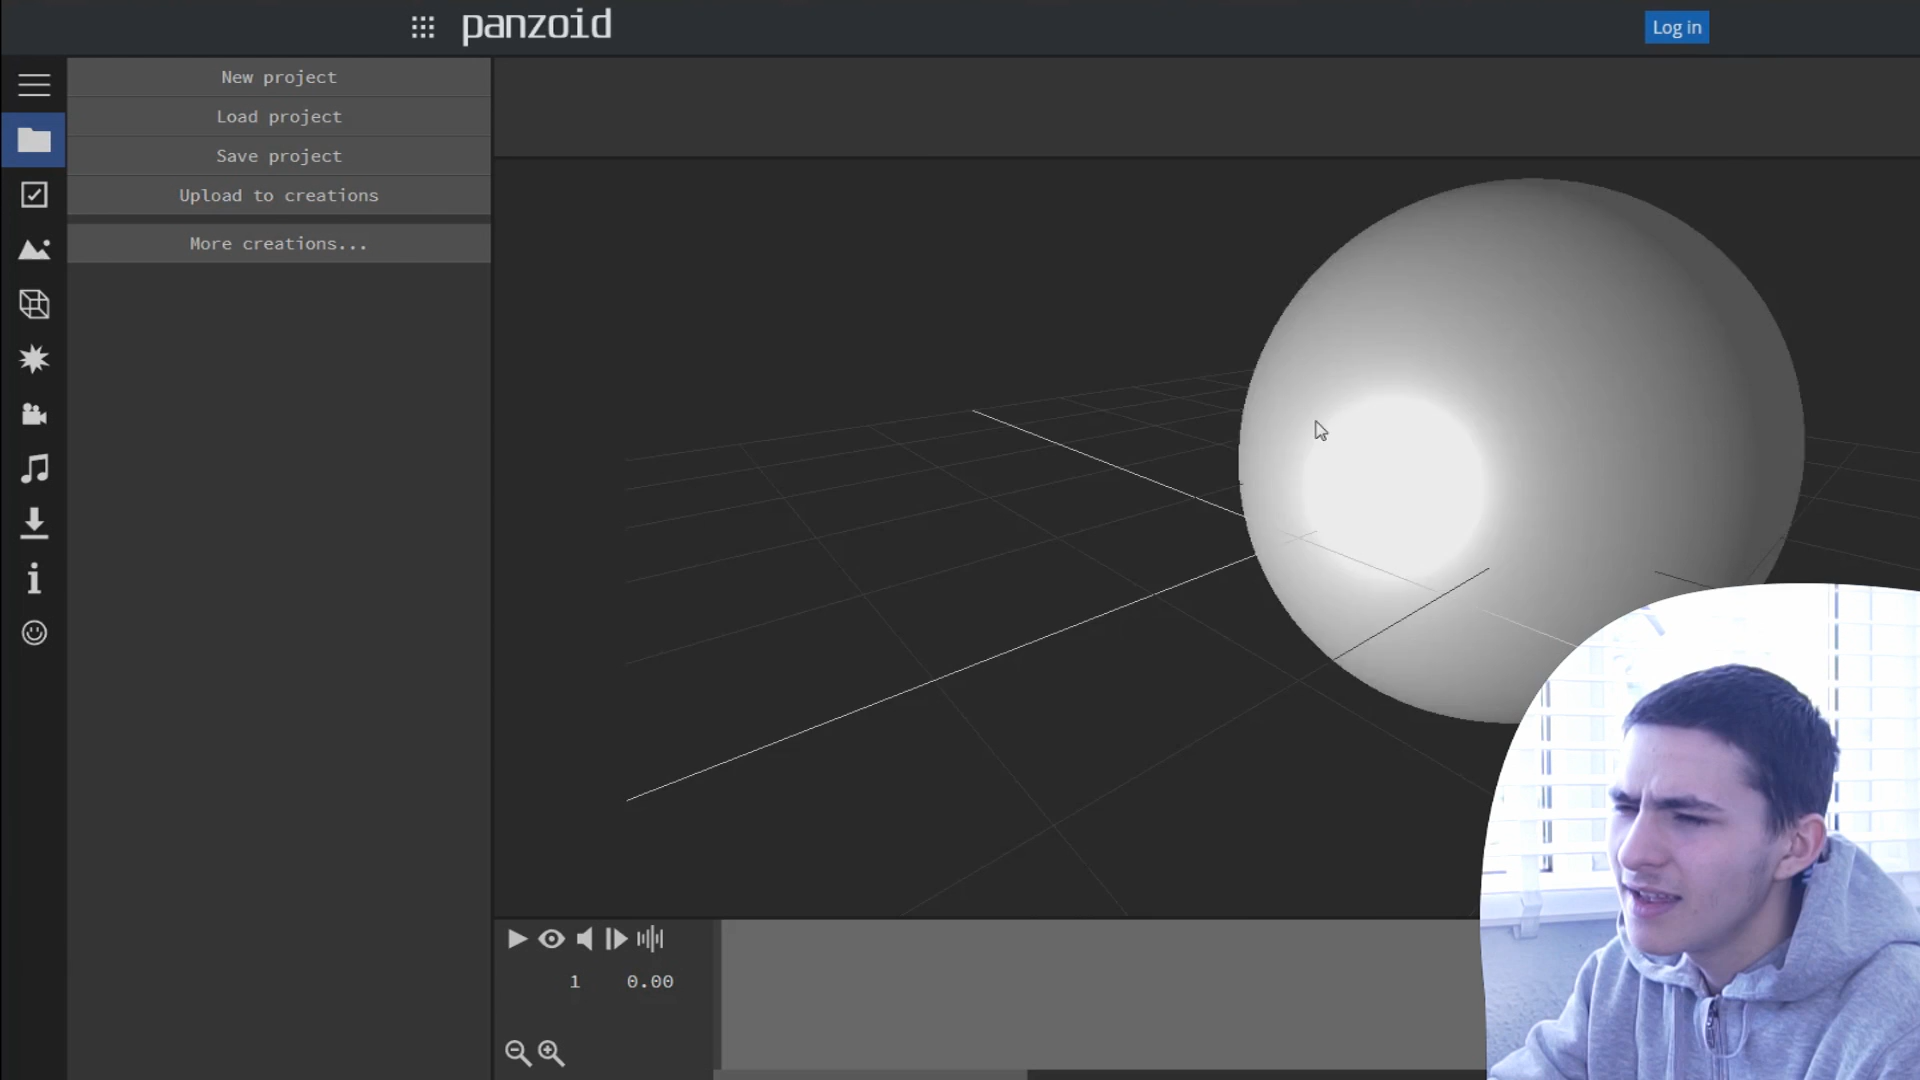 panzoid
Log in
New project
Load project
Save project
Upload to creations
More creations...
1 0.00